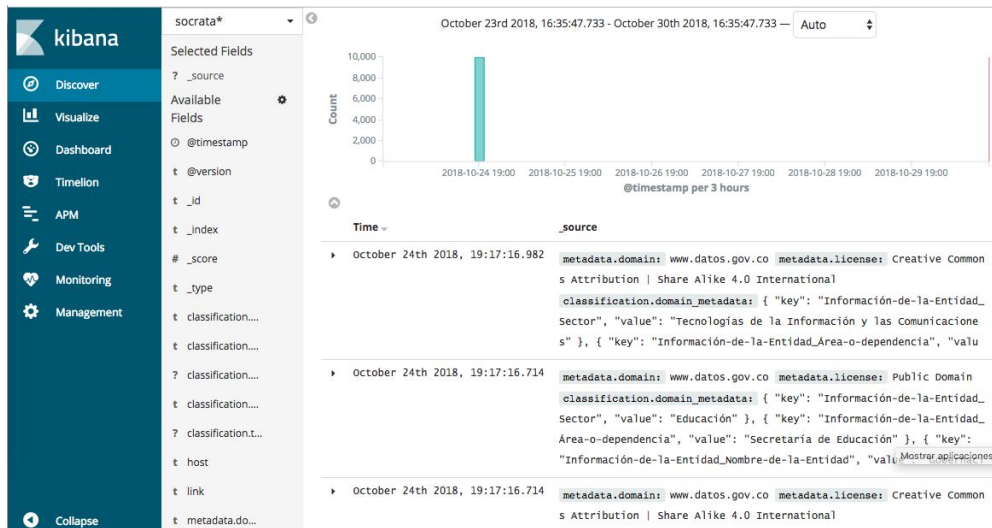 kibana
Discover
Visualize
Dashboard
Timelion
APM
Dev Tools
Monitoring
Management
Collapse
socrata*
Selected Fields
? _source
Available
Fields
@timestamp
t @version
t _id
t _index
# _score
t _type
t classification....
t classification....
? classification....
t classification....
? classification.t...
t host
t link
t metadata.do...
October 23rd 2018, 16:35:47.733 - October 30th 2018, 16:35:47.733 — Auto
Count
10,000
8,000
6,000
4,000
2,000
0
2018-10-24 19:00 2018-10-25 19:00 2018-10-26 19:00 2018-10-27 19:00 2018-10-28 19:00 2018-10-29 19:00
@timestamp per 3 hours
Time _source
October 24th 2018, 19:17:16.982 metadata.domain: www.datos.gov.co metadata.license: Creative Common
s Attribution | Share Alike 4.0 International
classification.domain_metadata: { "key": "Información-de-la-Entidad_
Sector", "value": "Tecnologías de la Información y las Comunicacione
s" }, { "key": "Información-de-la-Entidad_Área-o-dependencia", "valu
October 24th 2018, 19:17:16.714 metadata.domain: www.datos.gov.co metadata.license: Public Domain
classification.domain_metadata: { "key": "Información-de-la-Entidad_
Sector", "value": "Educación" }, { "key": "Información-de-la-Entidad_
Área-o-dependencia", "value": "Secretaría de Educación" }, { "key":
"Información-de-la-Entidad_Nombre-de-la-Entidad", "value
Mostrar aplicaciones
October 24th 2018, 19:17:16.714 metadata.domain: www.datos.gov.co metadata.license: Creative Common
s Attribution | Share Alike 4.0 International